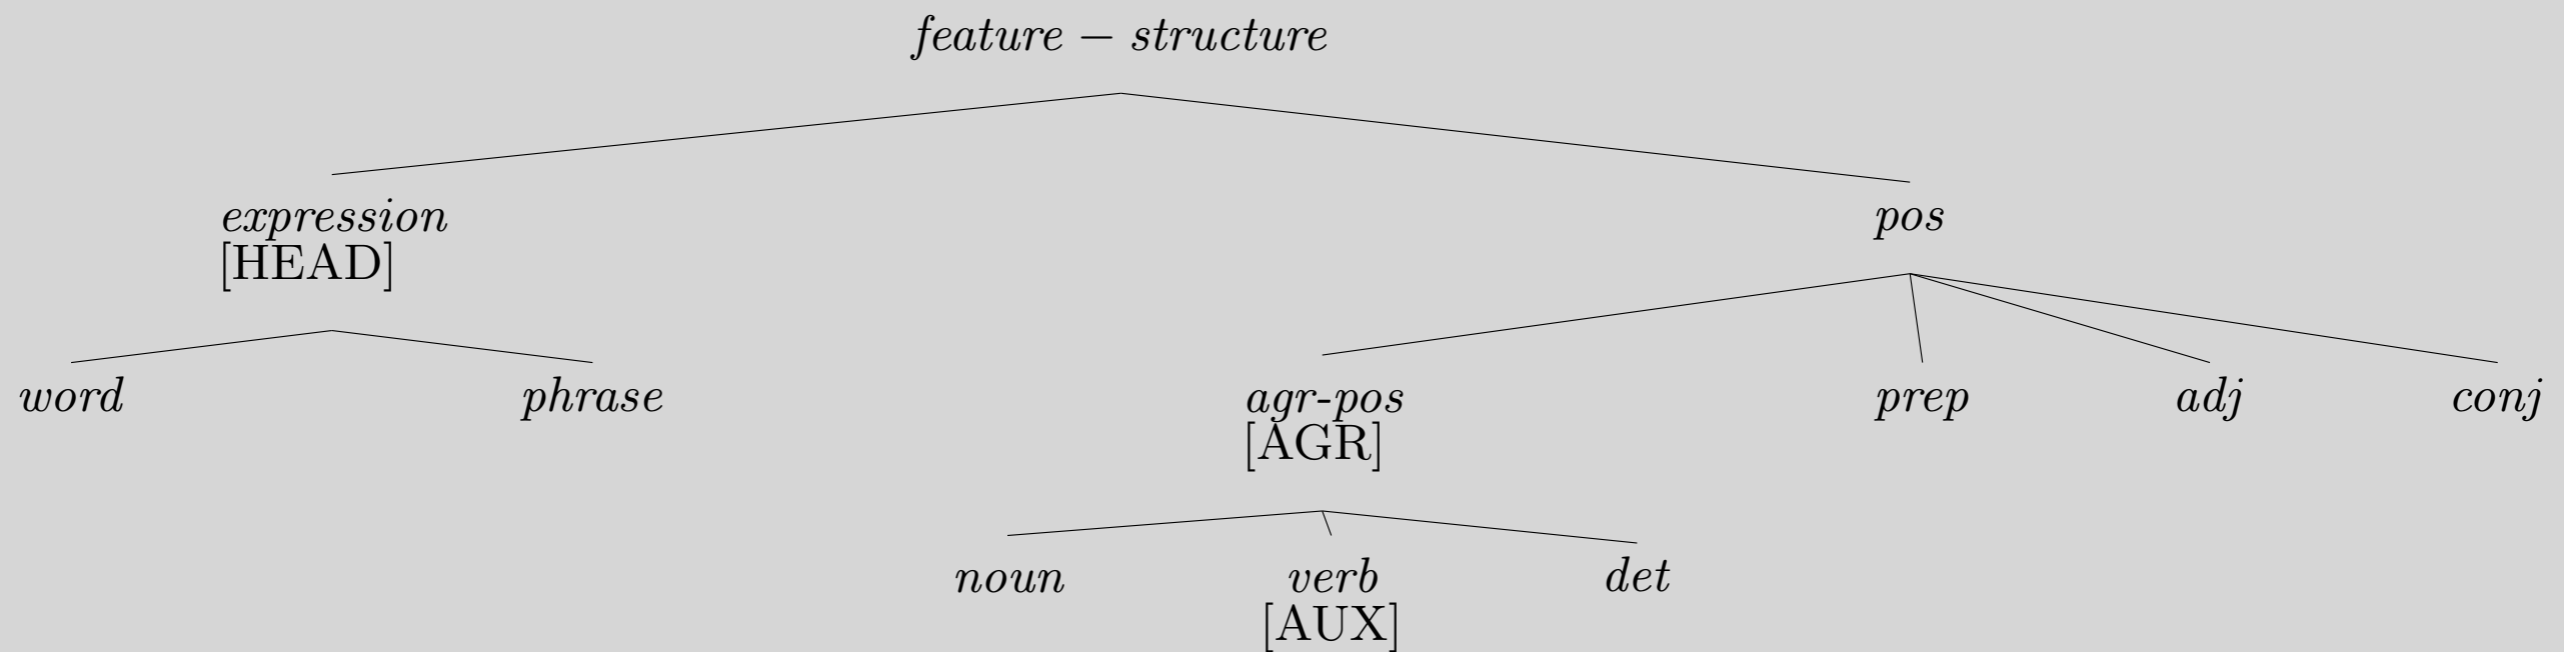 feature − structure
expression
[HEAD]
pos
word
phrase
agr-pos
[AGR]
prep
adj
conj
noun
verb
[AUX]
det